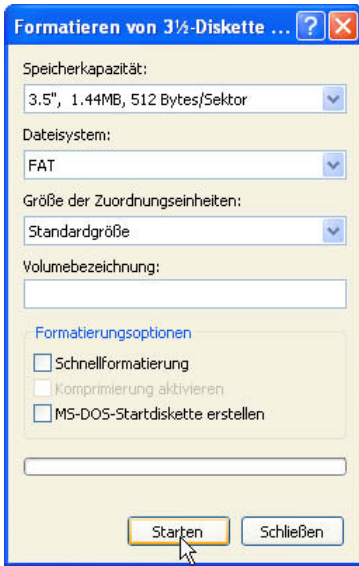 Formatieren von 3½-Diskette ...
Speicherkapazität:
3.5", 1.44MB, 512 Bytes/Sektor
Dateisystem:
FAT
Größe der Zuordnungseinheiten:
Standardgröße
Volumebezeichnung:
Formatierungsoptionen
Schnellformatierung
Komprimierung aktivieren
MS-DOS-Startdiskette erstellen
Starten Schließen